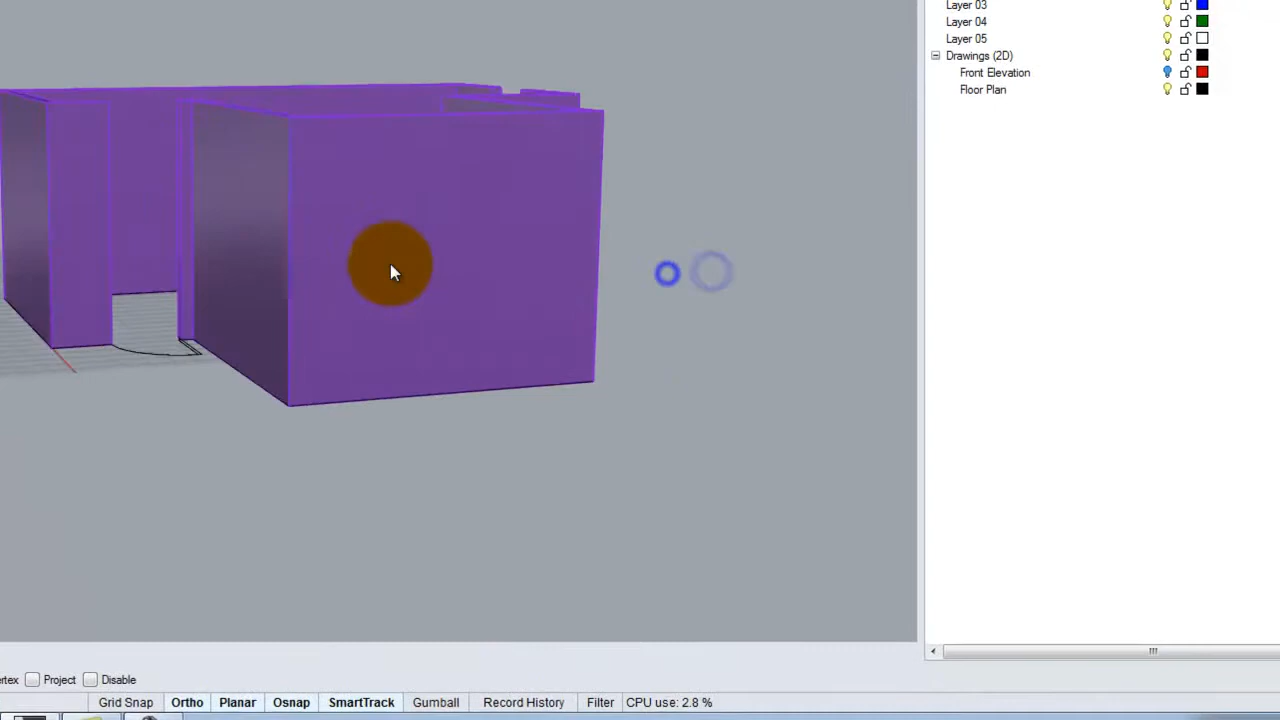 Layer 03
Layer 04
Layer 05
Drawings (2D)
Front Elevation
Floor Plan
Project Disable
Grid Snap Ortho Planar Osnap SmartTrack Gumball Record History Filter CPU use: 2.8 %